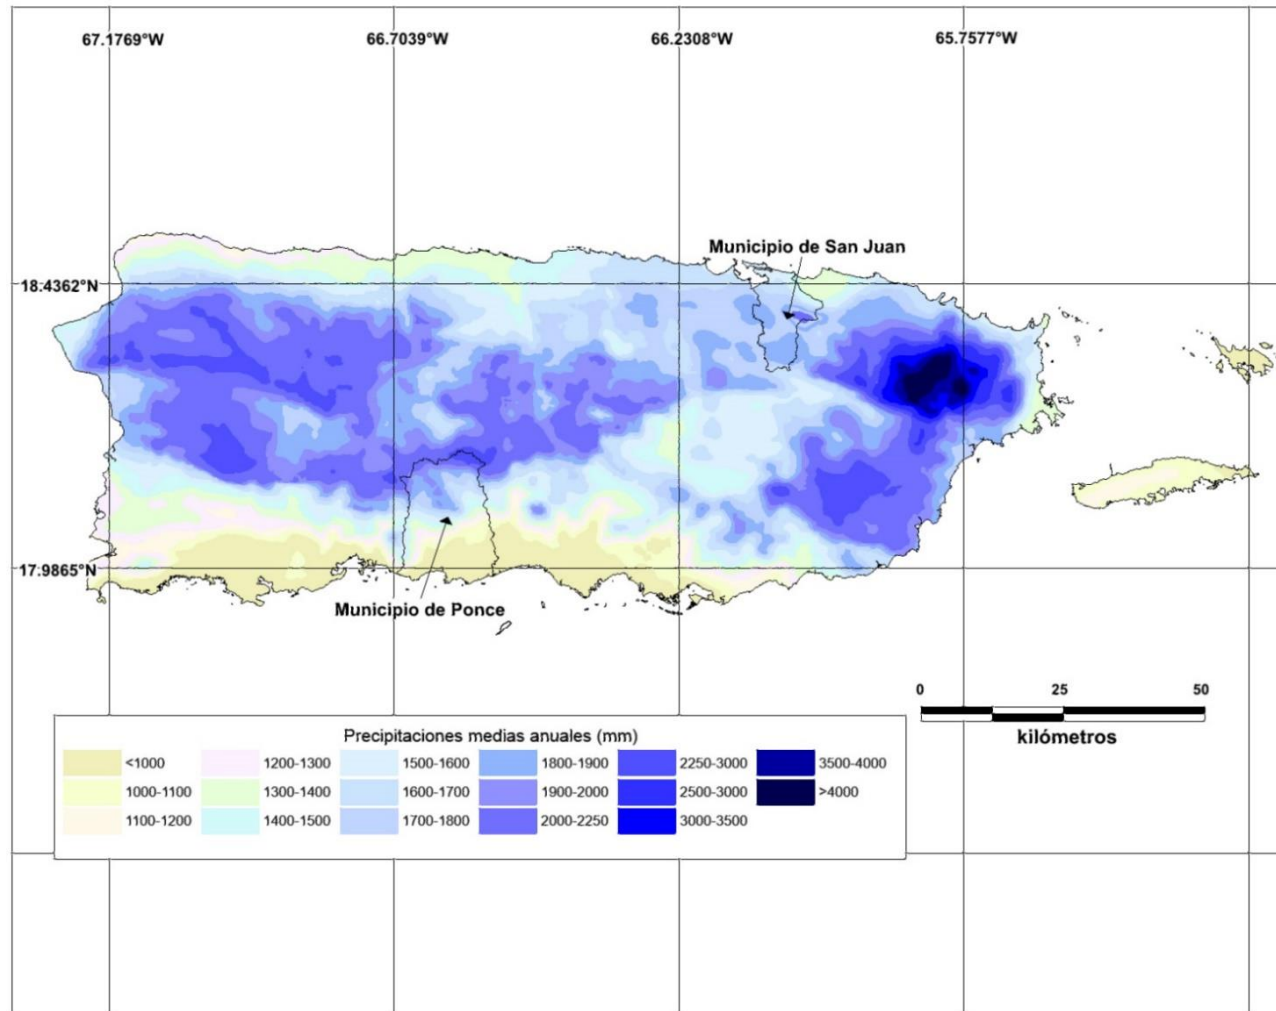 67.1769°W 66.7039°W 66.2308°W 65.7577°W
Municipio de San Juan
18.4362°N
17.9865°N
Municipio de Ponce
0 25 50
kilómetros
Precipitaciones medias anuales (mm)
<1000 1200-1300 1500-1600 1800-1900 2250-3000 3500-4000
1000-1100 1300-1400 1600-1700 1900-2000 2500-3000 >4000
1100-1200 1400-1500 1700-1800 2000-2250 3000-3500